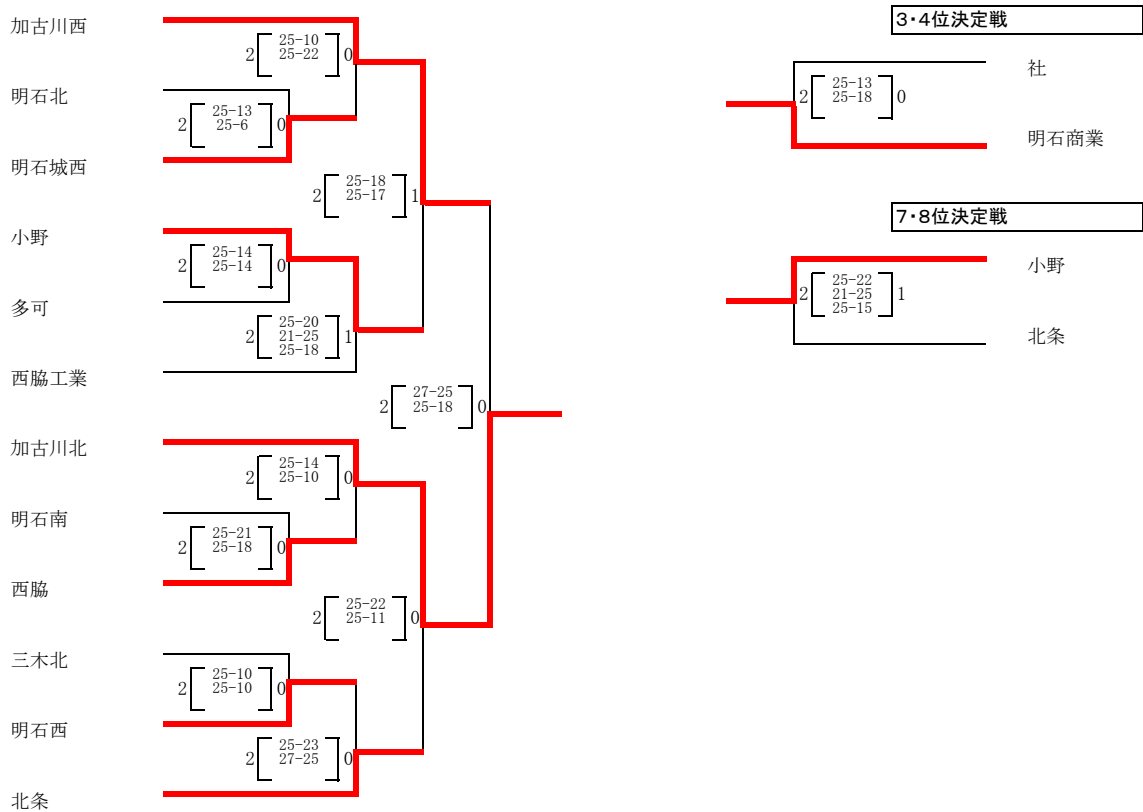 加古川西
2 25-10 0
25-22
明石北
2 25-13 0
25-6
明石城西
2 25-18 1
25-17
小野
2 25-14 0
25-14
多可
2 25-20 1
21-25
25-18
西脇工業
2 27-25 0
25-18
加古川北
2 25-14 0
25-10
明石南
2 25-21 0
25-18
西脇
2 25-22 0
25-11
三木北
2 25-10 0
25-10
明石西
2 25-23 0
27-25
北条
3・4位決定戦
社
2 25-13 0
25-18
明石商業
7・8位決定戦
小野
2 25-22 1
21-25
25-15
北条